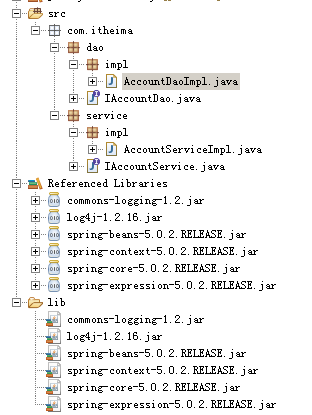 src
com.itheima
dao
impl
AccountDaoImpl.java
IAccountDao.java
service
impl
AccountServiceImpl.java
IAccountService.java
Referenced Libraries
commons-logging-1.2.jar
log4j-1.2.16.jar
spring-beans-5.0.2.RELEASE.jar
spring-context-5.0.2.RELEASE.jar
spring-core-5.0.2.RELEASE.jar
spring-expression-5.0.2.RELEASE.jar
lib
commons-logging-1.2.jar
log4j-1.2.16.jar
spring-beans-5.0.2.RELEASE.jar
spring-context-5.0.2.RELEASE.jar
spring-core-5.0.2.RELEASE.jar
spring-expression-5.0.2.RELEASE.jar